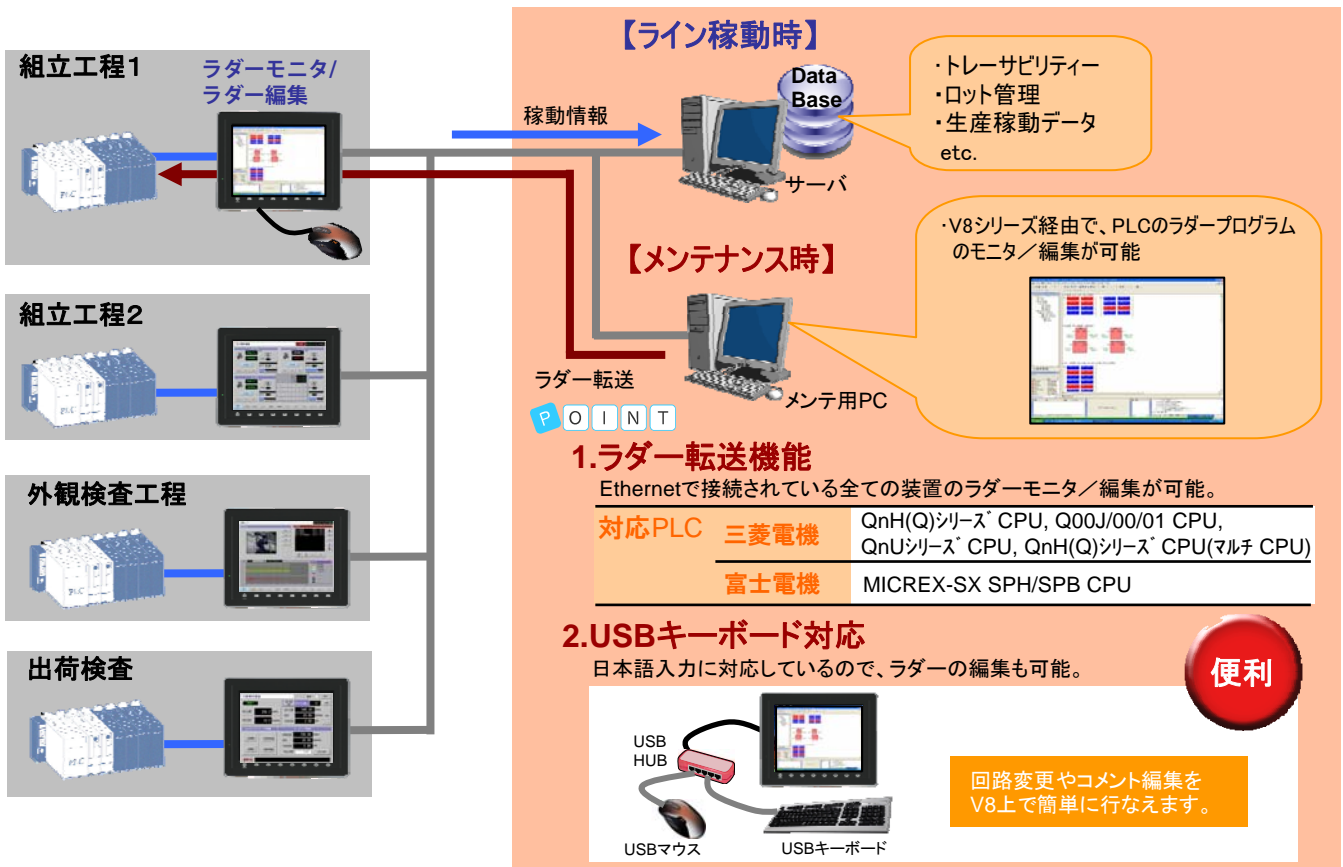 組立工程1
ラダーモニタ/
ラダー編集
PLC
組立工程2
PLC
外観検査工程
PLC
出荷検査
PLC
【ライン稼動時】
稼動情報
Data
Base
サーバ
・トレーサビリティー
・ロット管理
・生産稼動データ
etc.
【メンテナンス時】
ラダー転送
メンテ用PC
・V8シリーズ経由で、PLCのラダープログラム
のモニタ／編集が可能
POINT
1.ラダー転送機能
Ethernetで接続されている全ての装置のラダーモニタ／編集が可能。
対応PLC
三菱電機
QnH(Q)ｼﾘｰｽﾞ CPU, Q00J/00/01 CPU,
QnUｼﾘｰｽﾞ CPU, QnH(Q)ｼﾘｰｽﾞ CPU(ﾏﾙﾁ CPU)
富士電機
MICREX-SX SPH/SPB CPU
2.USBキーボード対応
日本語入力に対応しているので、ラダーの編集も可能。
便利
USB
HUB
USBマウス
USBキーボード
回路変更やコメント編集を
V8上で簡単に行なえます。